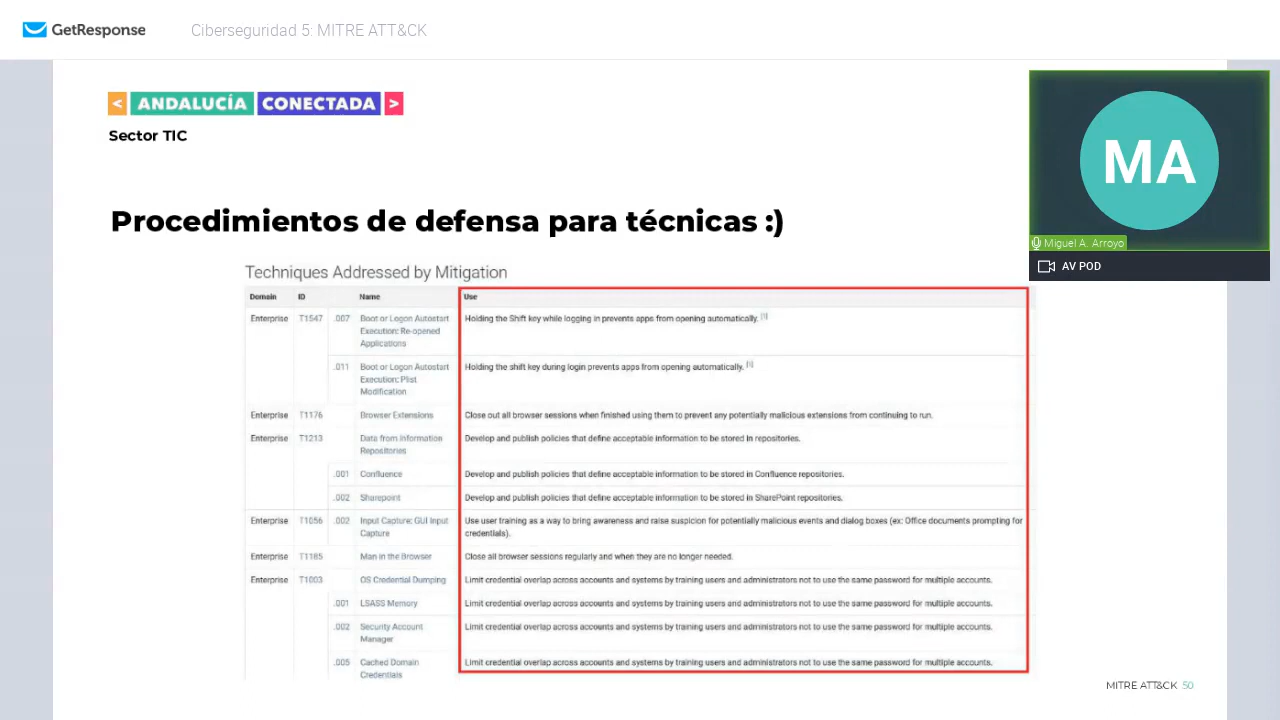 GetResponse
Ciberseguridad 5: MITRE ATT&CK
< ANDALUCÍA CONECTADA >
Sector TIC
MA
Miguel A. Arroyo
AV POD
Procedimientos de defensa para técnicas :)
Techniques Addressed by Mitigation
Domain ID Name Use
Enterprise T1547 .007 Boot or Logon Autostart Holding the Shift key while logging in prevents apps from opening automatically. [1]
Execution: Re-opened
Applications
.011 Boot or Logon Autostart Holding the shift key during login prevents apps from opening automatically. [1]
Execution: Plist
Modification
Enterprise T1176 Browser Extensions Close out all browser sessions when finished using them to prevent any potentially malicious extensions from continuing to run.
Enterprise T1213 Data from Information Develop and publish policies that define acceptable information to be stored in repositories.
Repositories
.001 Confluence Develop and publish policies that define acceptable information to be stored in Confluence repositories.
.002 Sharepoint Develop and publish policies that define acceptable information to be stored in SharePoint repositories.
Enterprise T1056 .002 Input Capture: GUI Input Use user training as a way to bring awareness and raise suspicion for potentially malicious events and dialog boxes (ex: Office documents prompting for
Capture credentials).
Enterprise T1185 Man in the Browser Close all browser sessions regularly and when they are no longer needed.
Enterprise T1003 OS Credential Dumping Limit credential overlap across accounts and systems by training users and administrators not to use the same password for multiple accounts.
.001 LSASS Memory Limit credential overlap across accounts and systems by training users and administrators not to use the same password for multiple accounts.
.002 Security Account Limit credential overlap across accounts and systems by training users and administrators not to use the same password for multiple accounts.
Manager
.005 Cached Domain Limit credential overlap across accounts and systems by training users and administrators not to use the same password for multiple accounts.
Credentials
MITRE ATT&CK 50